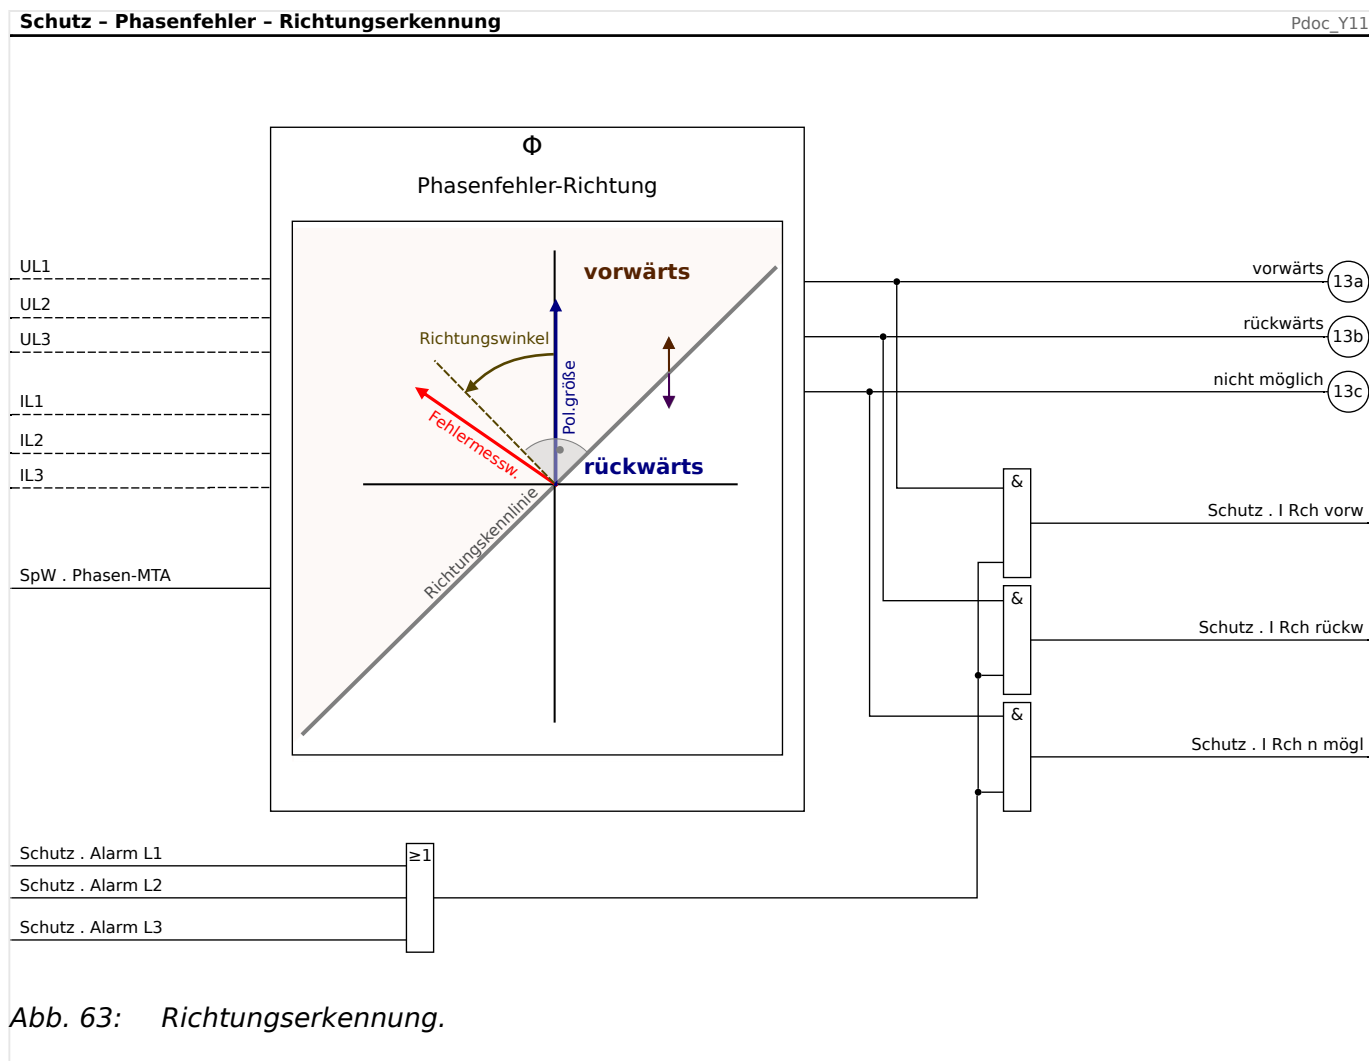 Schutz – Phasenfehler – Richtungserkennung
Pdoc_Y11
Φ
Phasenfehler-Richtung
UL1
UL2
UL3
IL1
IL2
IL3
SpW . Phasen-MTA
vorwärts
Richtungswinkel
Pol.größe
Fehlermessw.
rückwärts
Richtungskennlinie
vorwärts
13a
rückwärts
13b
nicht möglich
13c
&
Schutz . I Rch vorw
&
Schutz . I Rch rückw
&
Schutz . I Rch n mögl
Schutz . Alarm L1
≥1
Schutz . Alarm L2
Schutz . Alarm L3
Abb. 63: Richtungserkennung.